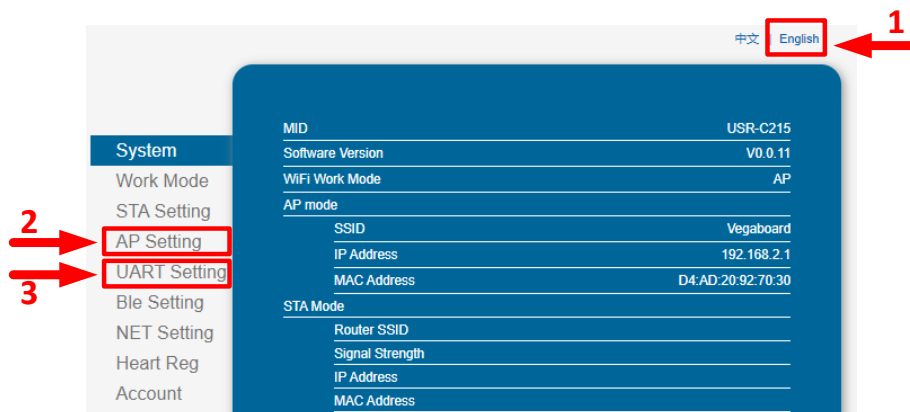 1
中文 | English
MID USR-C215
System
Software Version V0.0.11
Work Mode
WiFi Work Mode AP
STA Setting
AP mode
2
AP Setting
SSID Vegaboard
IP Address 192.168.2.1
3
UART Setting
MAC Address D4:AD:20:92:70:30
Ble Setting
STA Mode
NET Setting
Router SSID
Signal Strength
Heart Reg
IP Address
Account
MAC Address